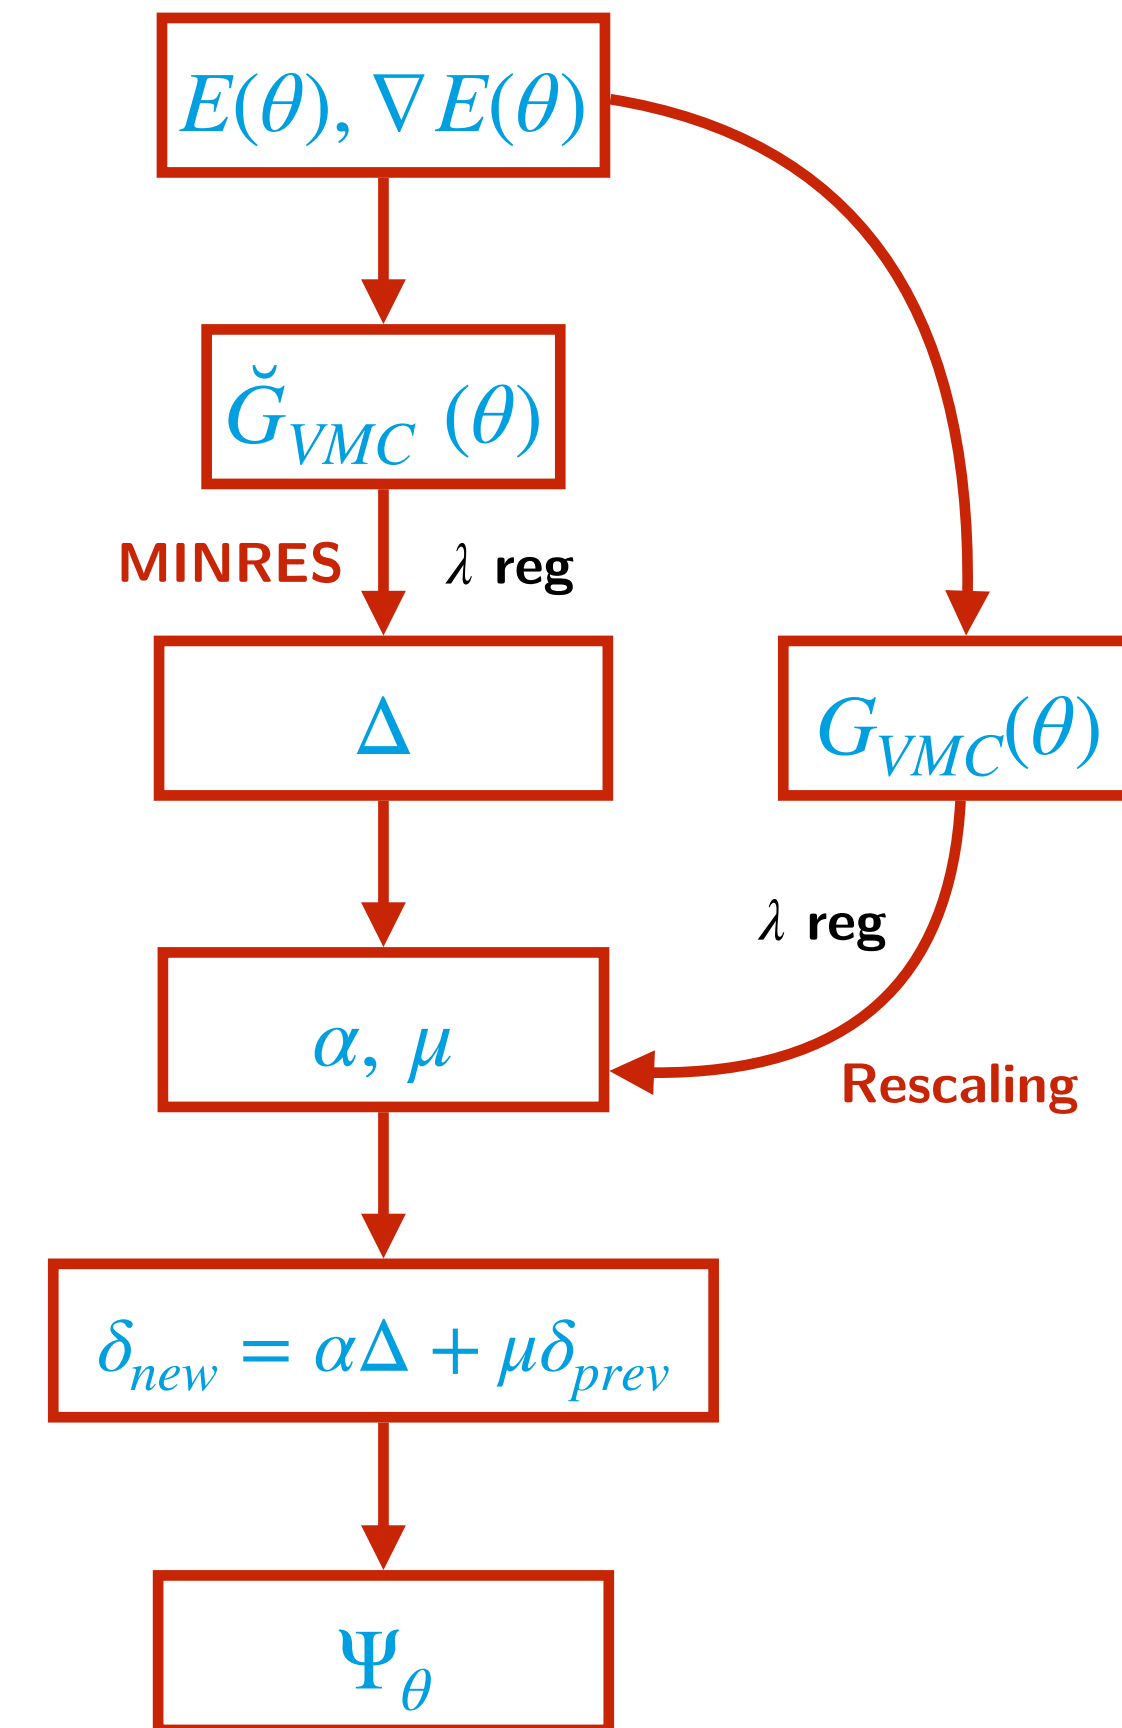 E(θ), ∇E(θ)
Ğ_VMC (θ)
MINRES
λ reg
Δ
G_VMC(θ)
λ reg
α, μ
Rescaling
δ_new = αΔ + μδ_prev
Ψ_θ